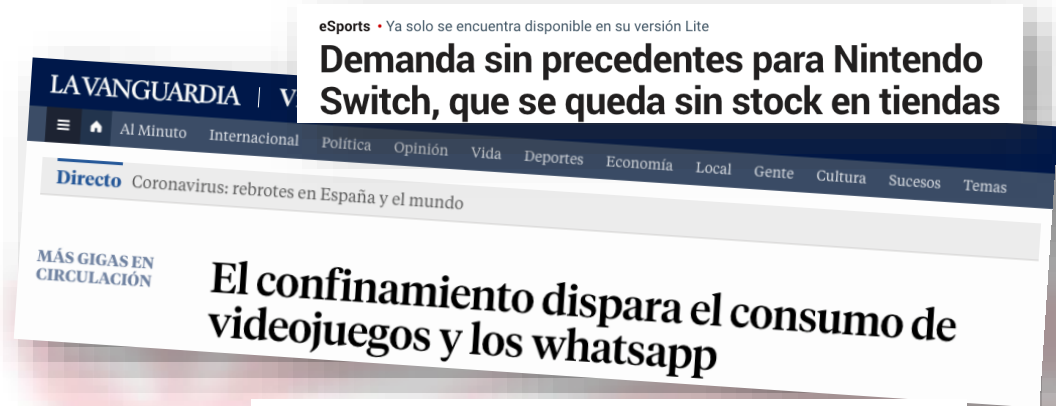 eSports • Ya solo se encuentra disponible en su versión Lite
Demanda sin precedentes para Nintendo
Switch, que se queda sin stock en tiendas
LA VANGUARDIA | V
Al Minuto Internacional Política Opinión Vida Deportes Economía Local Gente Cultura Sucesos Temas
Directo Coronavirus: rebrotes en España y el mundo
MÁS GIGAS EN
CIRCULACIÓN
El confinamiento dispara el consumo de
videojuegos y los whatsapp